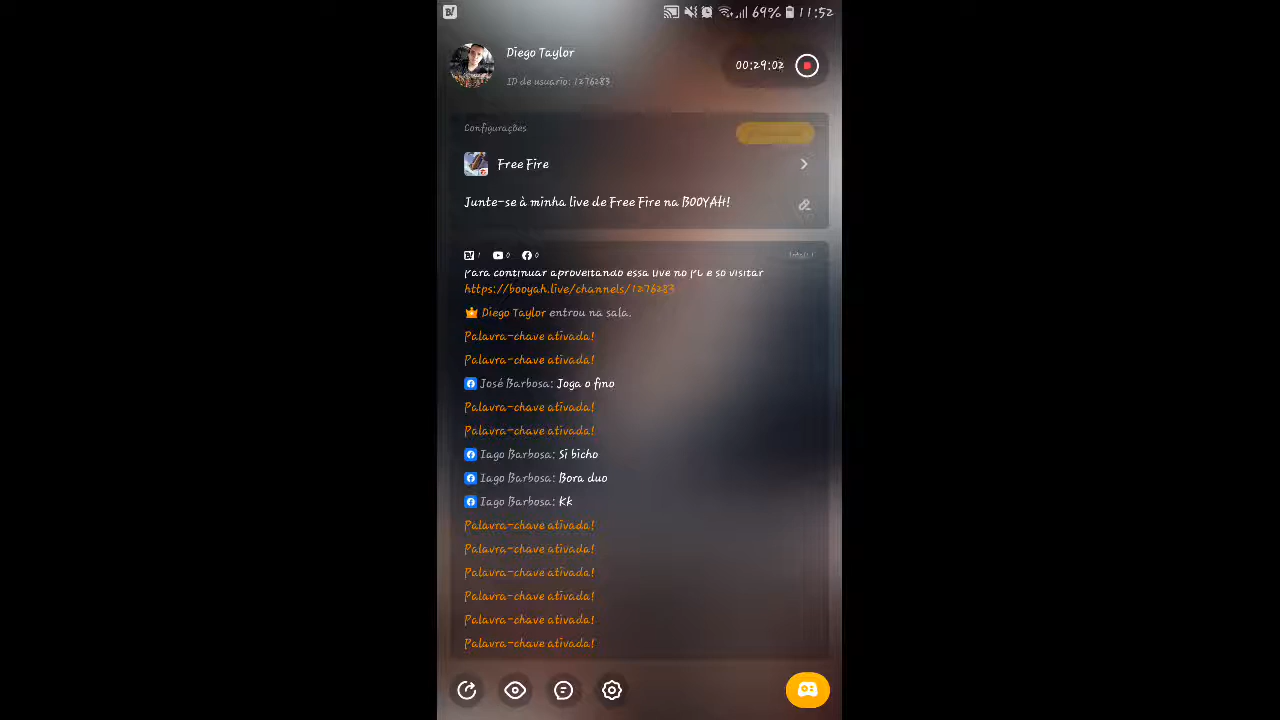 69% 11:52
Diego Taylor
00:29:02
ID de usuario: 1276283
Configurações
Free Fire
Junte-se à minha live de Free Fire na BOOYAH!
1 0 0
Para continuar aproveitando essa live no PC é só visitar
https://booyah.live/channels/1276283
Diego Taylor entrou na sala.
Palavra-chave ativada!
Palavra-chave ativada!
José Barbosa: Joga o fino
Palavra-chave ativada!
Palavra-chave ativada!
Iago Barbosa: Si bicho
Iago Barbosa: Bora duo
Iago Barbosa: Kk
Palavra-chave ativada!
Palavra-chave ativada!
Palavra-chave ativada!
Palavra-chave ativada!
Palavra-chave ativada!
Palavra-chave ativada!